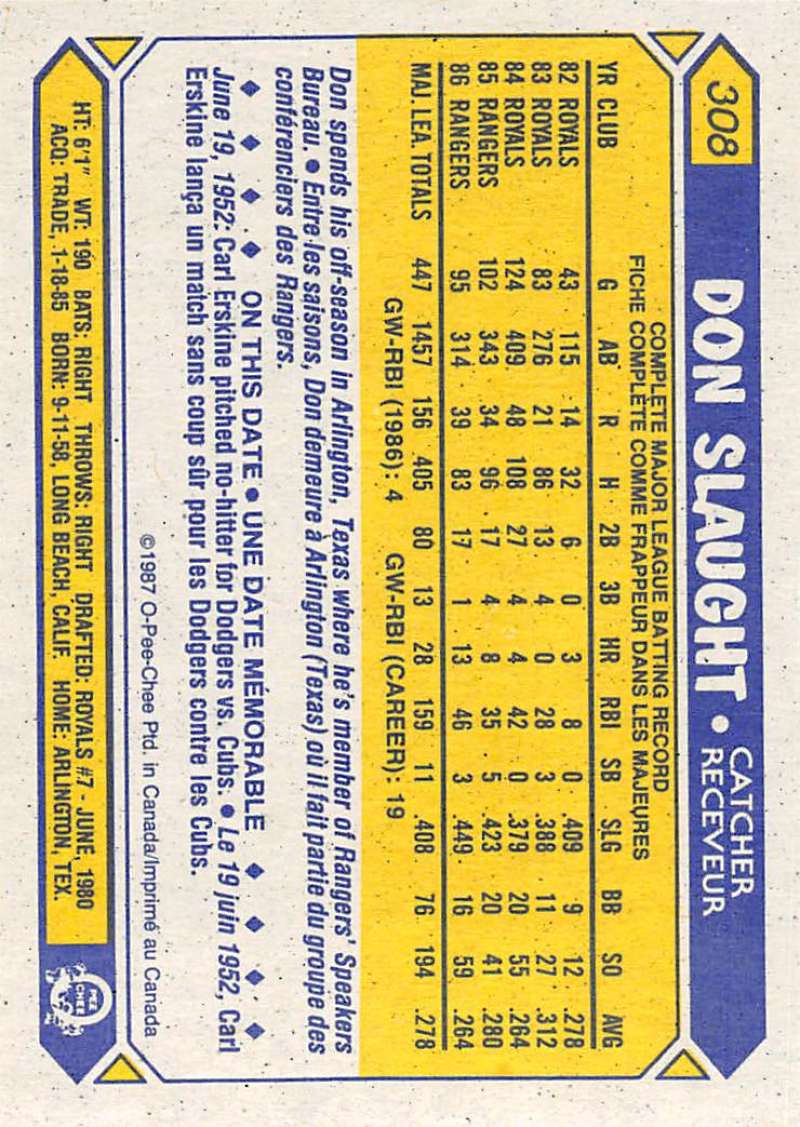 308
DON SLAUGHT • CATCHER
RECEVEUR
COMPLETE MAJOR LEAGUE BATTING RECORD
FICHE COMPLÈTE COMME FRAPPEUR DANS LES MAJEURES
YR CLUB G AB R H 2B 3B HR RBI SB SLG BB SO AVG
82 ROYALS 43 115 14 32 6 0 3 8 0 .409 9 12 .278
83 ROYALS 83 276 21 86 13 4 0 28 3 .388 11 27 .312
84 ROYALS 124 409 48 108 27 4 4 42 0 .379 20 55 .264
85 RANGERS 102 343 34 96 17 4 8 35 5 .423 20 41 .280
86 RANGERS 95 314 39 83 17 1 13 46 3 .449 16 59 .264
MAJ. LEA. TOTALS 447 1457 156 405 80 13 28 159 11 .408 76 194 .278
GW-RBI (1986): 4 GW-RBI (CAREER): 19
Don spends his off-season in Arlington, Texas where he's member of Rangers' Speakers
Bureau. • Entre les saisons, Don demeure à Arlington (Texas) où il fait partie du groupe des
conférenciers des Rangers.
◆ ◆ ◆ ◆ ON THIS DATE • UNE DATE MÉMORABLE ◆ ◆ ◆ ◆
June 19, 1952: Carl Erskine pitched no-hitter for Dodgers vs. Cubs. • Le 19 juin 1952, Carl
Erskine lança un match sans coup sûr pour les Dodgers contre les Cubs.
©1987 O-Pee-Chee Ptd. in Canada/Imprimé au Canada
HT: 6'1" WT: 190 BATS: RIGHT THROWS: RIGHT DRAFTED: ROYALS #7 - JUNE, 1980
ACQ: TRADE, 1-18-85 BORN: 9-11-58, LONG BEACH, CALIF. HOME: ARLINGTON, TEX.
O
PEE
CHEE